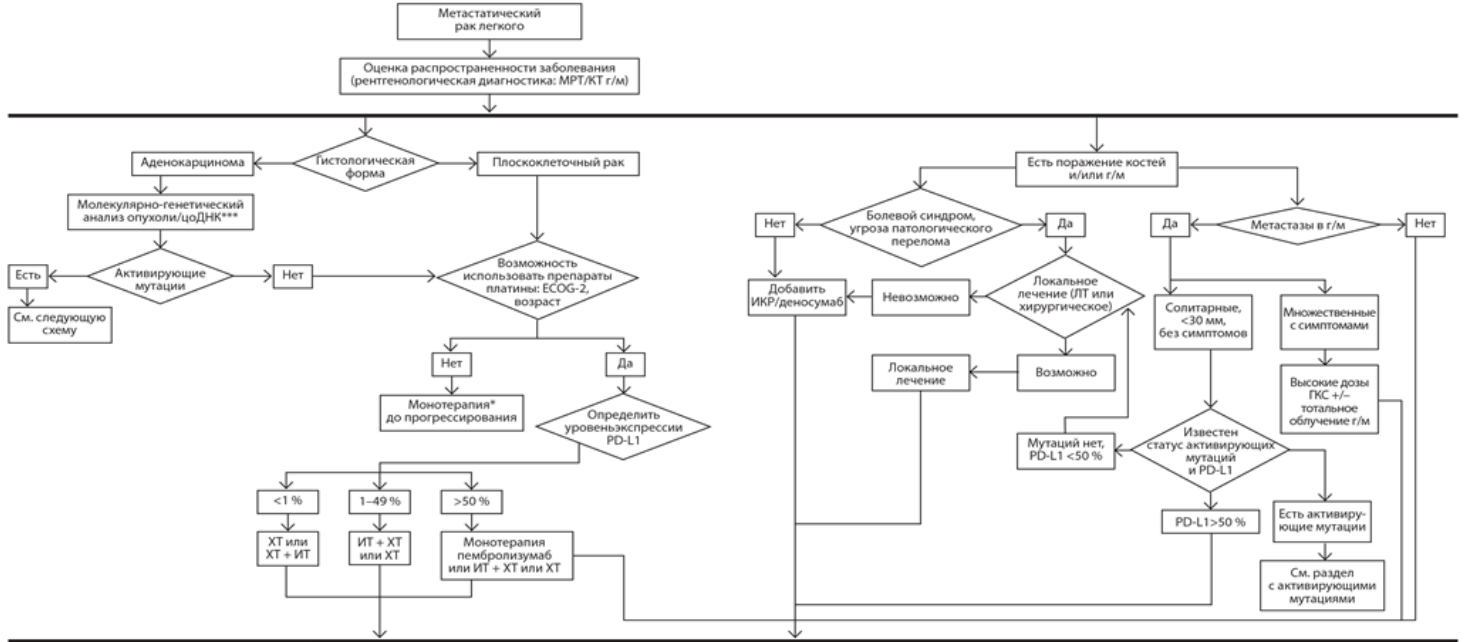 Метастатический
рак легкого
Оценка распространенности заболевания
(рентгенологическая диагностика: МРТ/КТ г/м)
Аденокарцинома
Гистологическая
форма
Плоскоклеточный рак
Молекулярно-генетический
анализ опухоли/цоДНК***
Есть
Активирующие
мутации
Нет
См. следующую
схему
Возможность
использовать препараты
платины: ECOG-2,
возраст
Нет
Да
Монотерапия*
до прогрессирования
Определить
уровеньэкспрессии
PD-L1
<1 %
1–49 %
>50 %
ХТ или
ХТ + ИТ
ИТ + ХТ
или ХТ
Монотерапия
пембролизумаб
или ИТ + ХТ или ХТ
Есть поражение костей
и/или г/м
Нет
Болевой синдром,
угроза патологического
перелома
Да
Да
Метастазы в г/м
Нет
Добавить
ИКР/деносумаб
Невозможно
Локальное
лечение (ЛТ или
хирургическое)
Солитарные,
<30 мм,
без симптомов
Множественные
с симптомами
Локальное
лечение
Возможно
Высокие дозы
ГКС +/–
тотальное
облучение г/м
Мутаций нет,
PD-L1 <50 %
Известен
статус активирующих
мутаций
и PD-L1
PD-L1>50 %
Есть активиру-
ющие мутации
См. раздел
с активирующими
мутациями